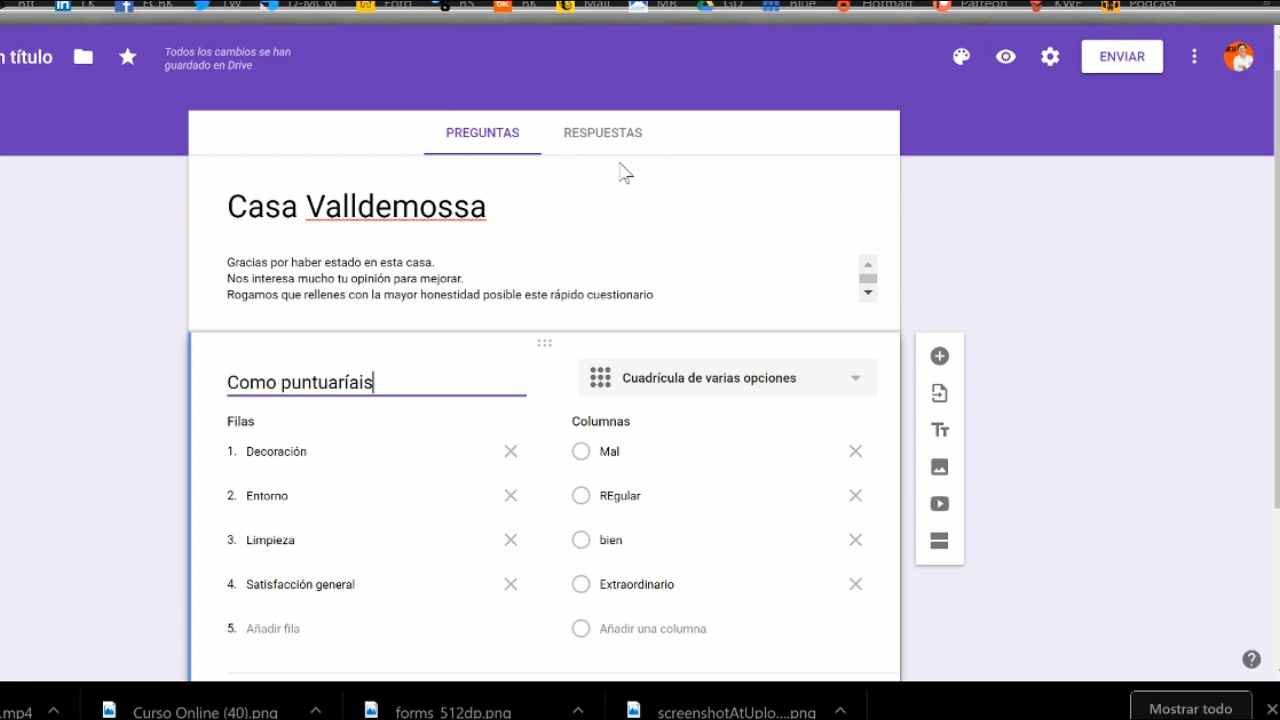 n título
Todos los cambios se han
guardado en Drive
ENVIAR
PREGUNTAS
RESPUESTAS
Casa Valldemossa
Gracias por haber estado en esta casa.
Nos interesa mucho tu opinión para mejorar.
Rogamos que rellenes con la mayor honestidad posible este rápido cuestionario
Como puntuaríais
Cuadrícula de varias opciones
Filas
Columnas
1. Decoración
Mal
2. Entorno
REgular
3. Limpieza
bien
4. Satisfacción general
Extraordinario
5. Añadir fila
Añadir una columna
.mp4
Curso Online (40).png
forms_512dp.png
screenshotAtUplo....png
Mostrar todo